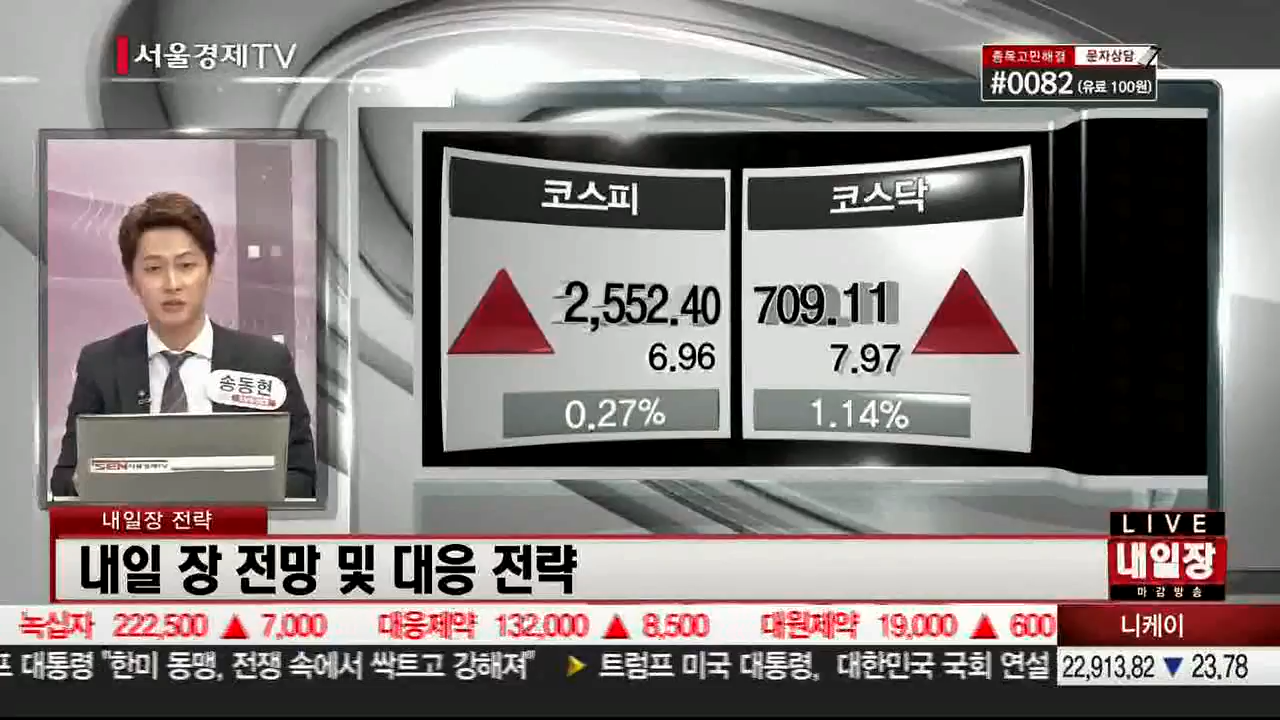 서울경제TV
종목고민해결 문자상담
#0082 (유료 100원)
코스피
2,552.40
6.96
0.27%
코스닥
709.11
7.97
1.14%
송동현
SEN 서울경제TV
내일장 전략
내일 장 전망 및 대응 전략
LIVE
내일장
마감방송
녹십자 222,500 ▲ 7,000 대웅제약 132,000 ▲ 8,500 대원제약 19,000 ▲ 600
니케이
프 대통령 "한미 동맹, 전쟁 속에서 싹트고 강해져" ▶ 트럼프 미국 대통령, 대한민국 국회 연설
22,913.82 ▼ 23.78